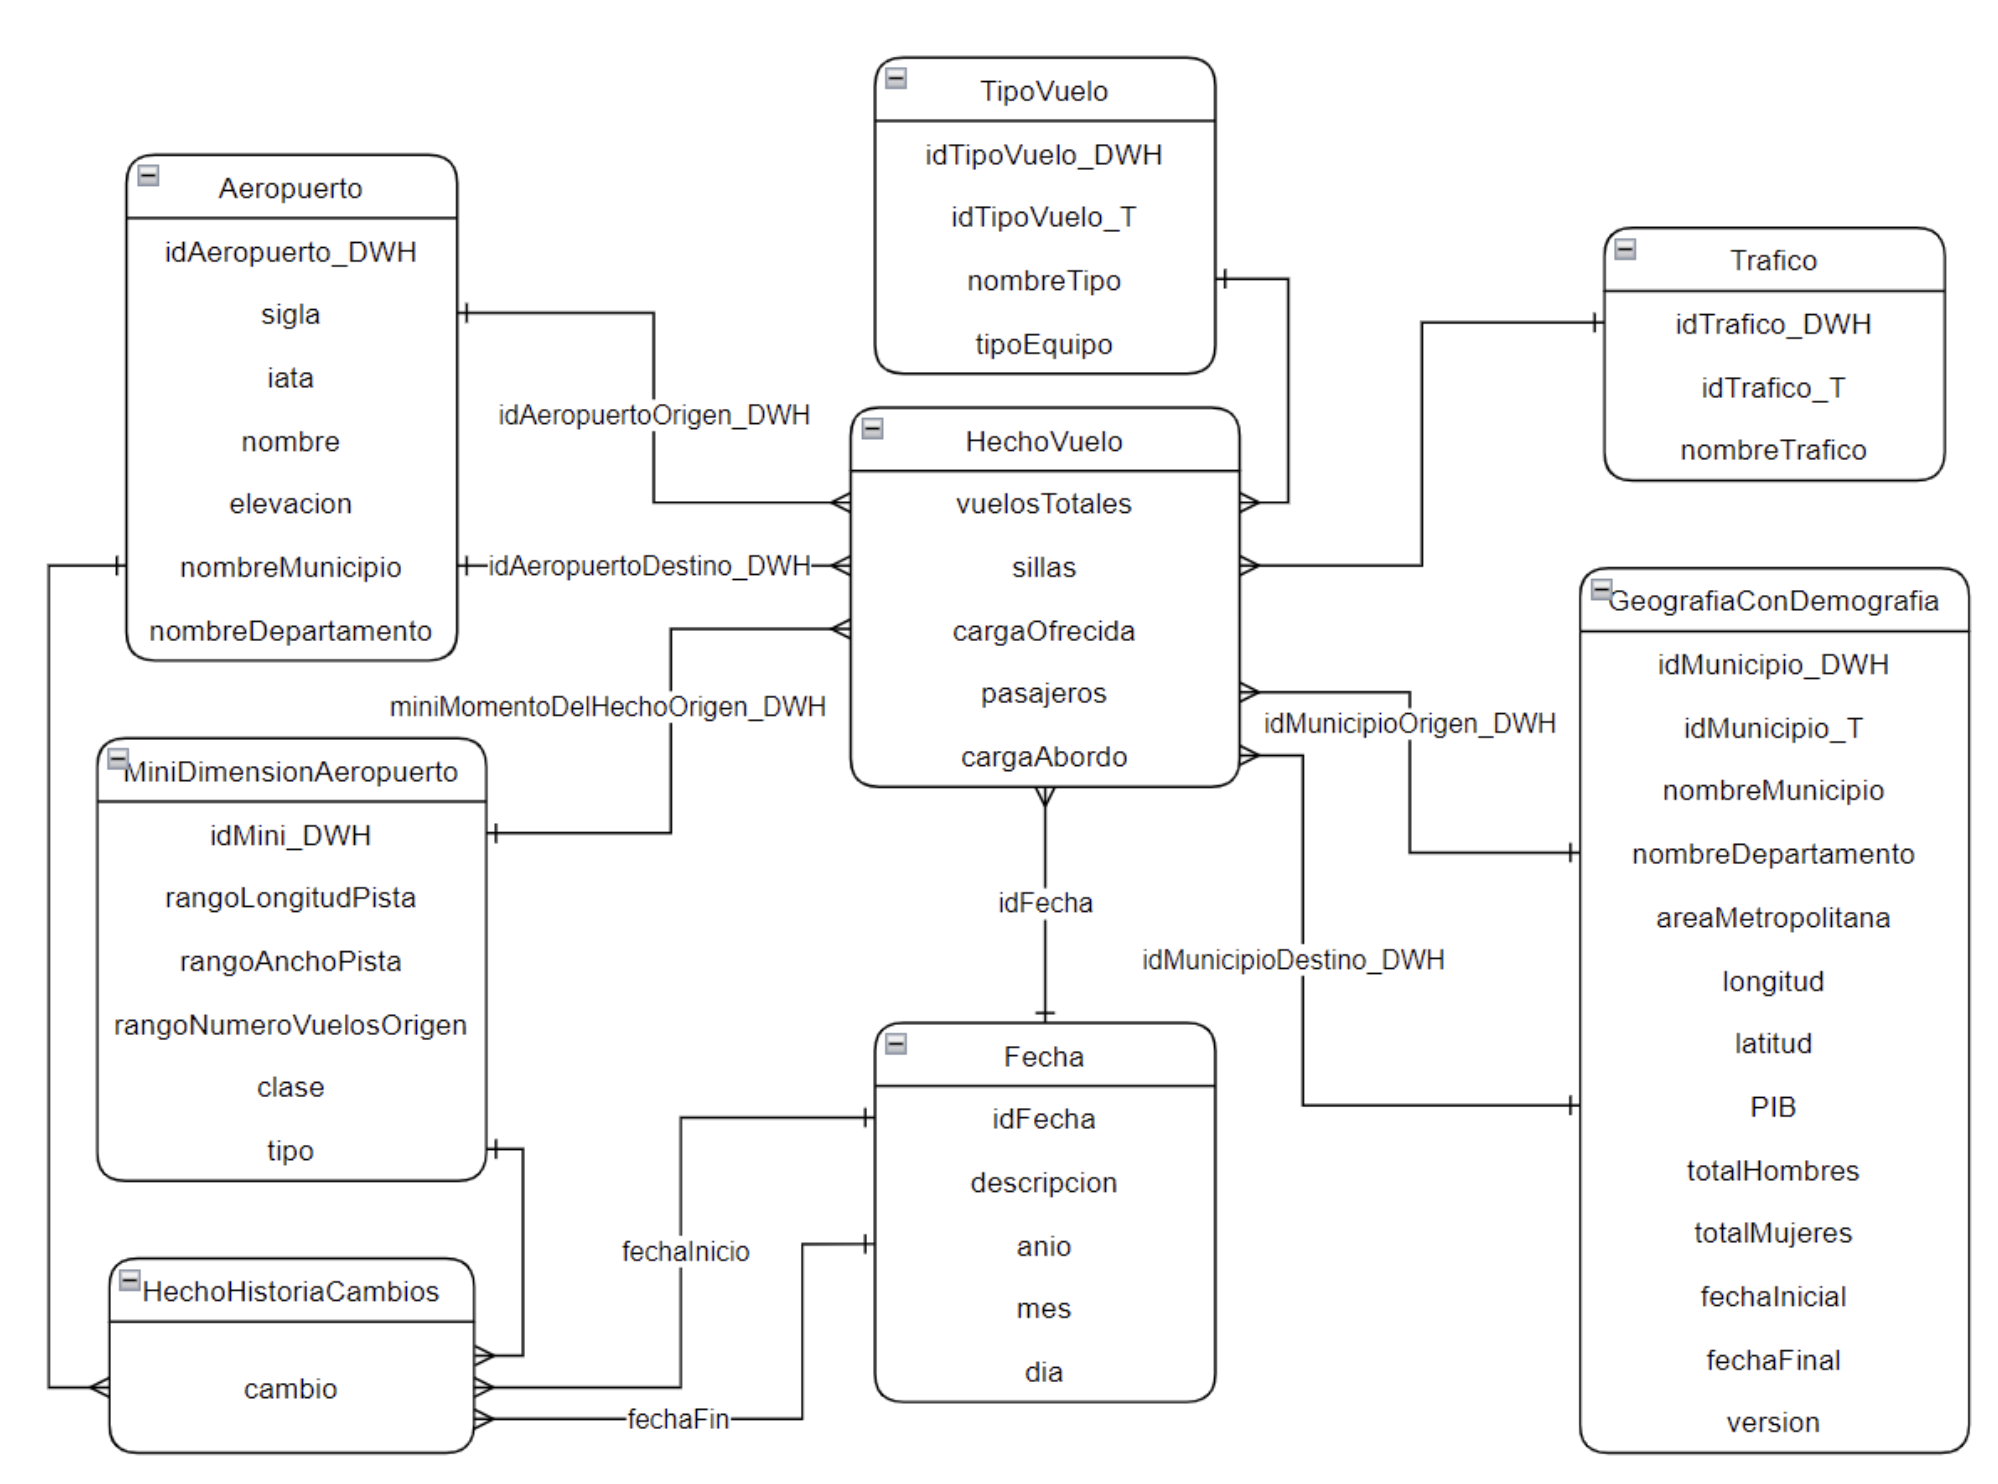 TipoVuelo
idTipoVuelo_DWH
idTipoVuelo_T
nombreTipo
tipoEquipo
Aeropuerto
idAeropuerto_DWH
sigla
iata
nombre
elevacion
nombreMunicipio
nombreDepartamento
Trafico
idTrafico_DWH
idTrafico_T
nombreTrafico
idAeropuertoOrigen_DWH
idAeropuertoDestino_DWH
miniMomentoDelHechoOrigen_DWH
HechoVuelo
vuelosTotales
sillas
cargaOfrecida
pasajeros
cargaAbordo
idMunicipioOrigen_DWH
idMunicipioDestino_DWH
idFecha
GeografiaConDemografia
idMunicipio_DWH
idMunicipio_T
nombreMunicipio
nombreDepartamento
areaMetropolitana
longitud
latitud
PIB
totalHombres
totalMujeres
fechaInicial
fechaFinal
version
MiniDimensionAeropuerto
idMini_DWH
rangoLongitudPista
rangoAnchoPista
rangoNumeroVuelosOrigen
clase
tipo
Fecha
idFecha
descripcion
anio
mes
dia
fechaInicio
fechaFin
HechoHistoriaCambios
cambio